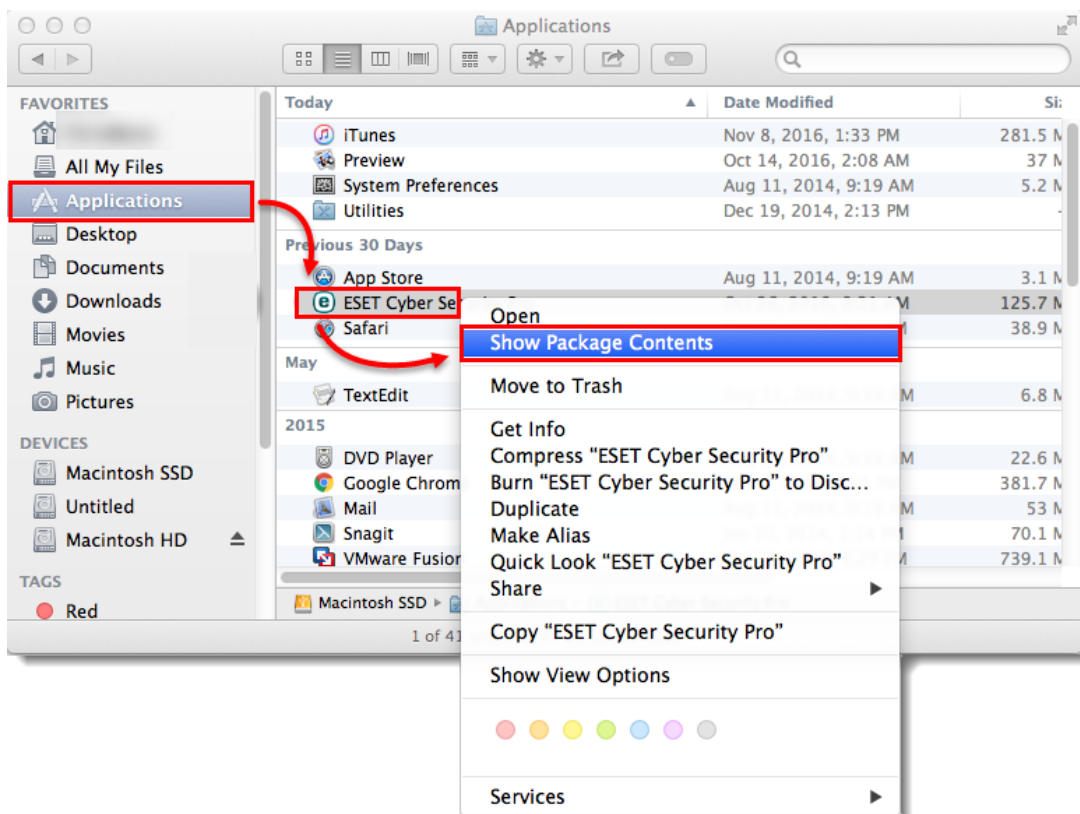 Applications
FAVORITES
All My Files
Applications
Desktop
Documents
Downloads
Movies
Music
Pictures
DEVICES
Macintosh SSD
Untitled
Macintosh HD
TAGS
Red
Today Date Modified
iTunes Nov 8, 2016, 1:33 PM 281.5 M
Preview Oct 14, 2016, 2:08 AM 37 M
System Preferences Aug 11, 2014, 9:19 AM 5.2 M
Utilities Dec 19, 2014, 2:13 PM
Previous 30 Days
App Store Aug 11, 2014, 9:19 AM 3.1 M
ESET Cyber 125.7 M
Safari 38.9 M
May
TextEdit 6.8 M
2015
DVD Player 22.6 M
Google Chrom 381.7 M
Mail 53 M
Snagit 70.1 M
VMware Fusion 739.1 M
Macintosh SSD
1 of 41
Open
Show Package Contents
Move to Trash
Get Info
Compress “ESET Cyber Security Pro”
Burn “ESET Cyber Security Pro” to Disc...
Duplicate
Make Alias
Quick Look “ESET Cyber Security Pro”
Share
Copy “ESET Cyber Security Pro”
Show View Options
Services